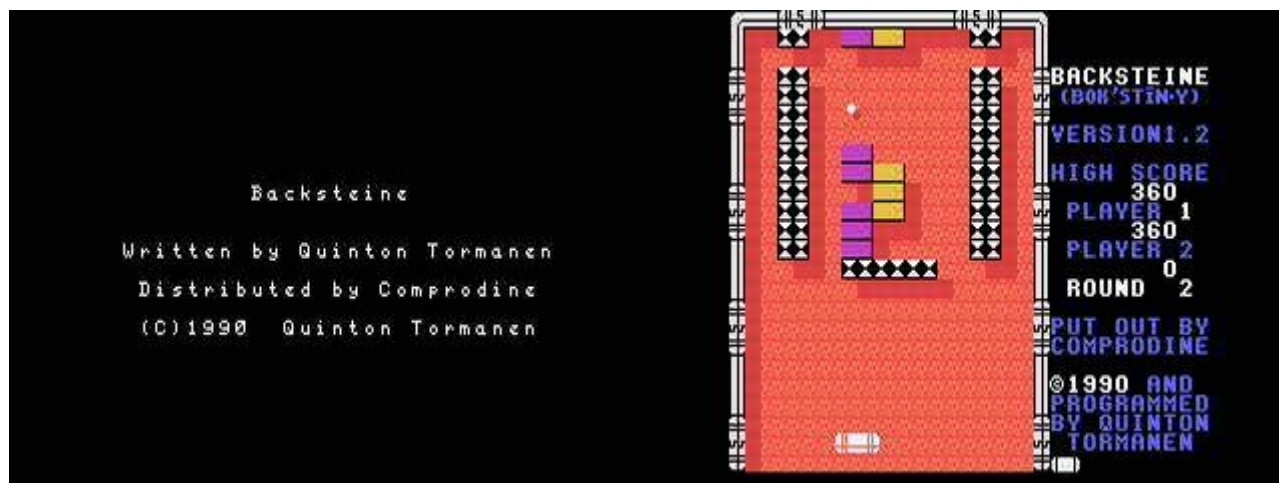 Backsteine
Written by Quinton Tormanen
Distributed by Comprodine
(C)1990 Quinton Tormanen
BACKSTEINE
(BOK'STĪN·Y)
VERSION1.2
HIGH SCORE
360
PLAYER 1
360
PLAYER 2
0
ROUND 2
PUT OUT BY
COMPRODINE
©1990 AND
PROGRAMMED
BY QUINTON
TORMANEN